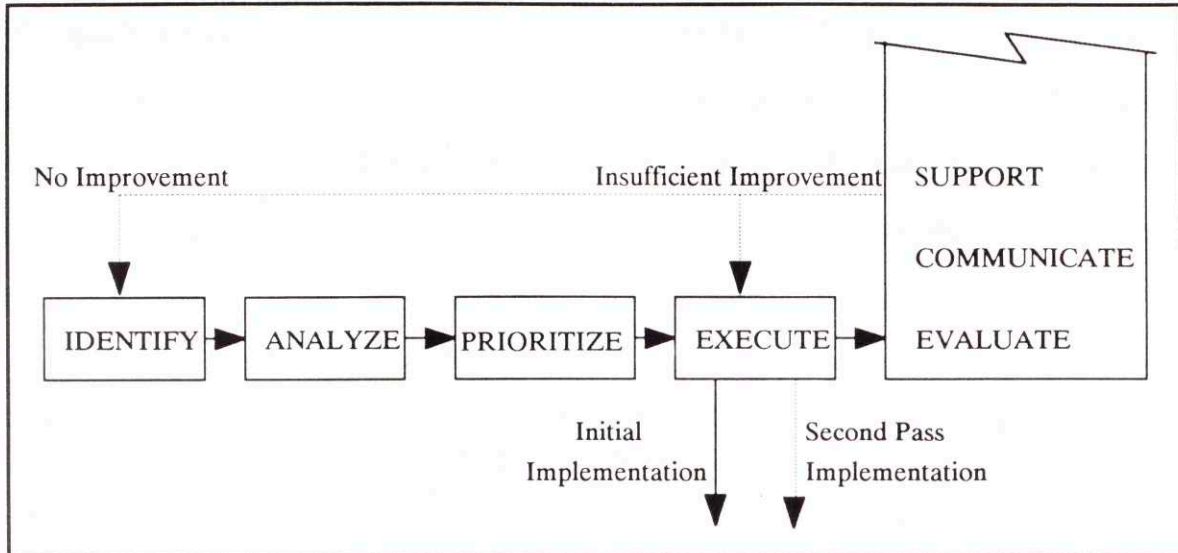 No Improvement
Insufficient Improvement
SUPPORT
COMMUNICATE
IDENTIFY
ANALYZE
PRIORITIZE
EXECUTE
EVALUATE
Initial
Implementation
Second Pass
Implementation